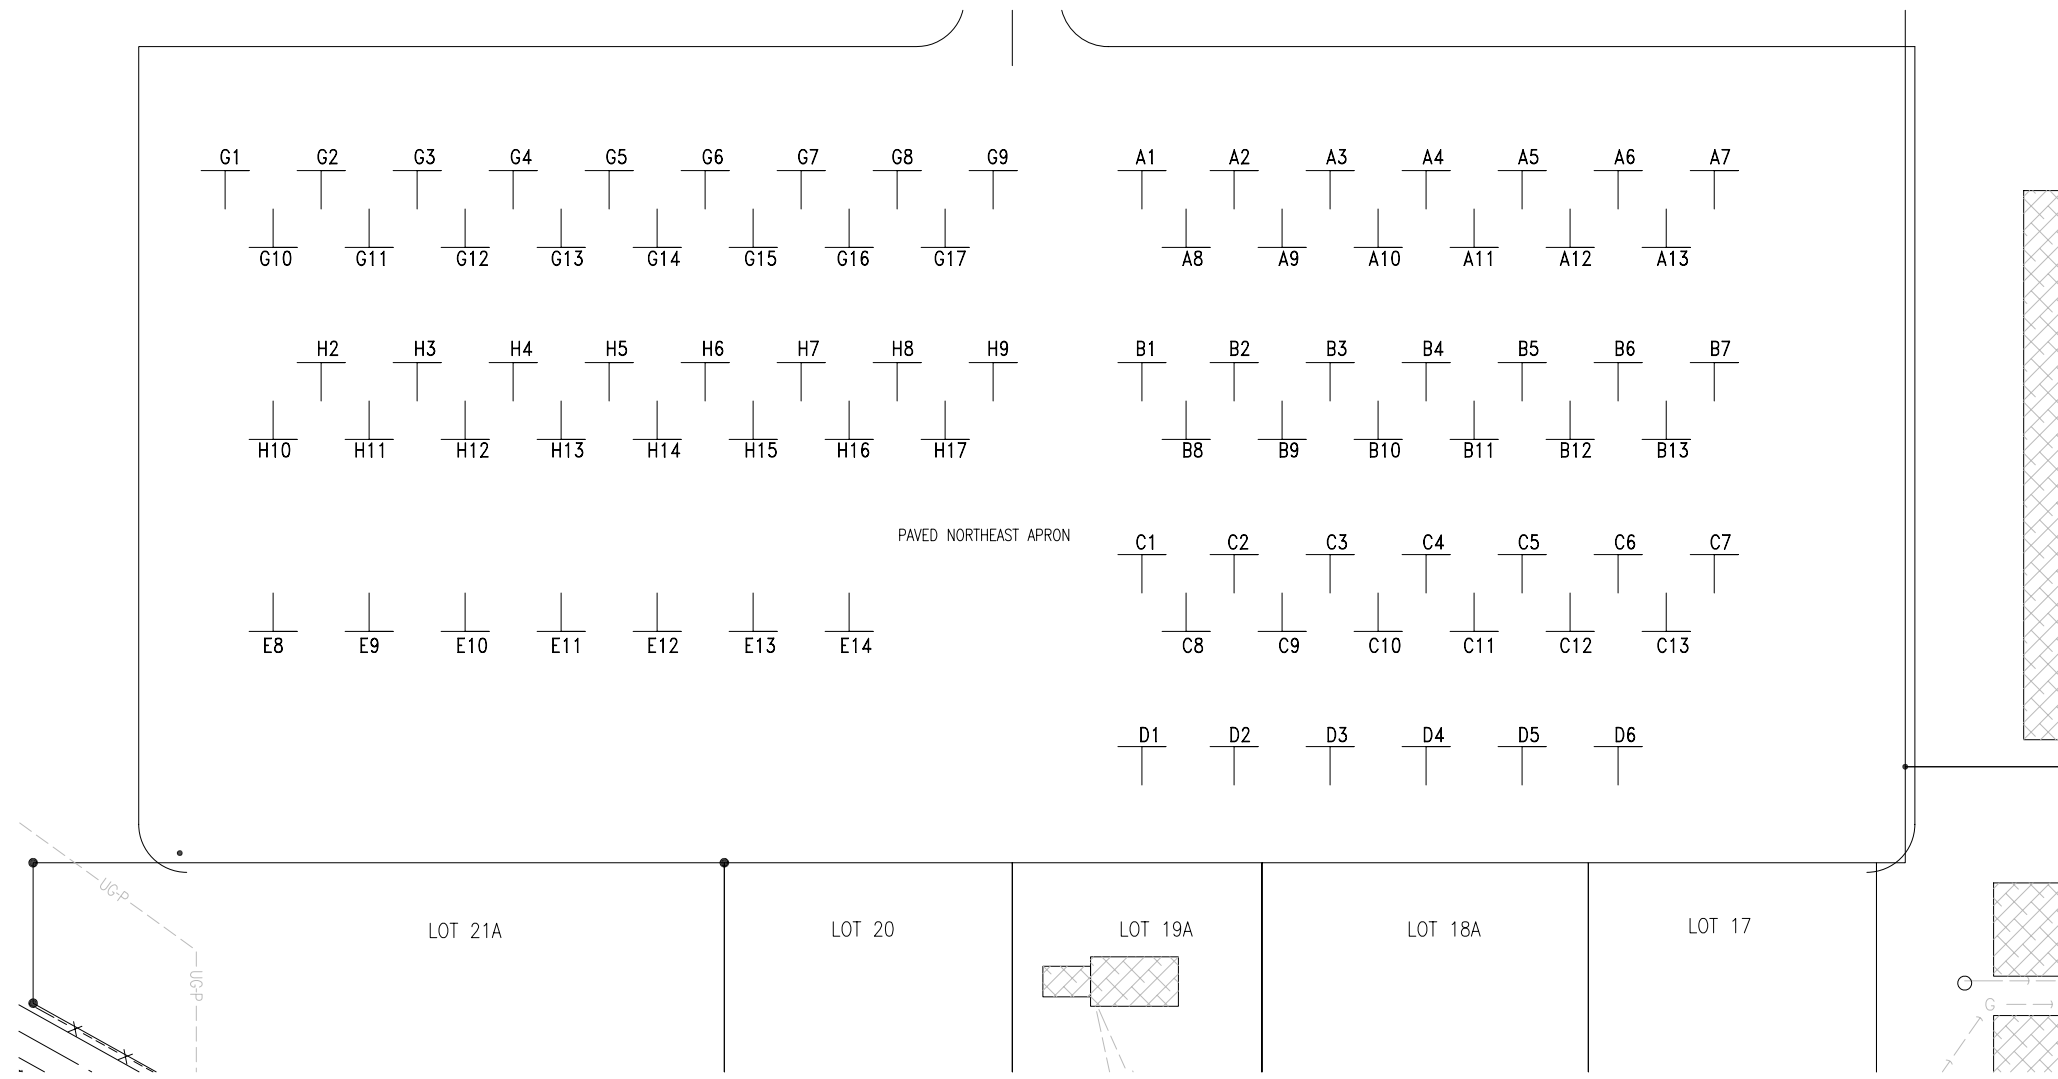 G1 G2 G3 G4 G5 G6 G7 G8 G9 A1 A2 A3 A4 A5 A6 A7
G10 G11 G12 G13 G14 G15 G16 G17 A8 A9 A10 A11 A12 A13
H2 H3 H4 H5 H6 H7 H8 H9 B1 B2 B3 B4 B5 B6 B7
H10 H11 H12 H13 H14 H15 H16 H17 B8 B9 B10 B11 B12 B13
PAVED NORTHEAST APRON
C1 C2 C3 C4 C5 C6 C7
E8 E9 E10 E11 E12 E13 E14 C8 C9 C10 C11 C12 C13
D1 D2 D3 D4 D5 D6
UG-P
LOT 21A LOT 20 LOT 19A LOT 18A LOT 17
UG-P
G